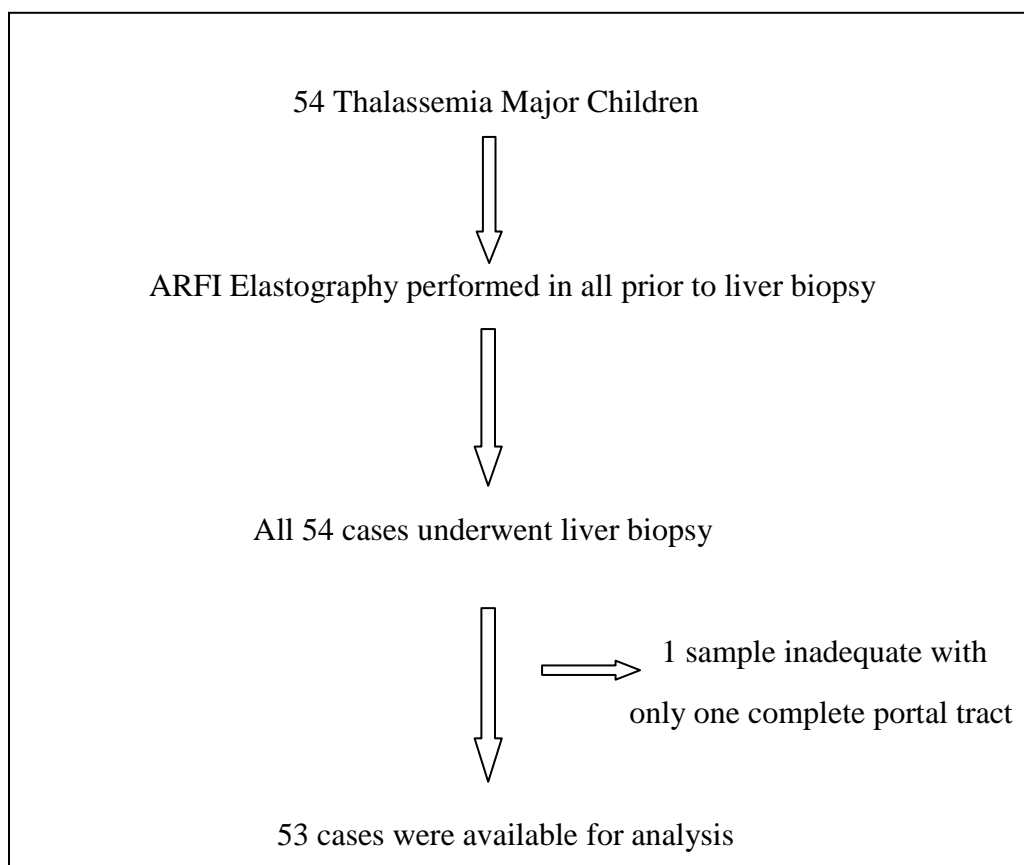 54 Thalassemia Major Children
ARFI Elastography performed in all prior to liver biopsy
All 54 cases underwent liver biopsy
1 sample inadequate with
only one complete portal tract
53 cases were available for analysis